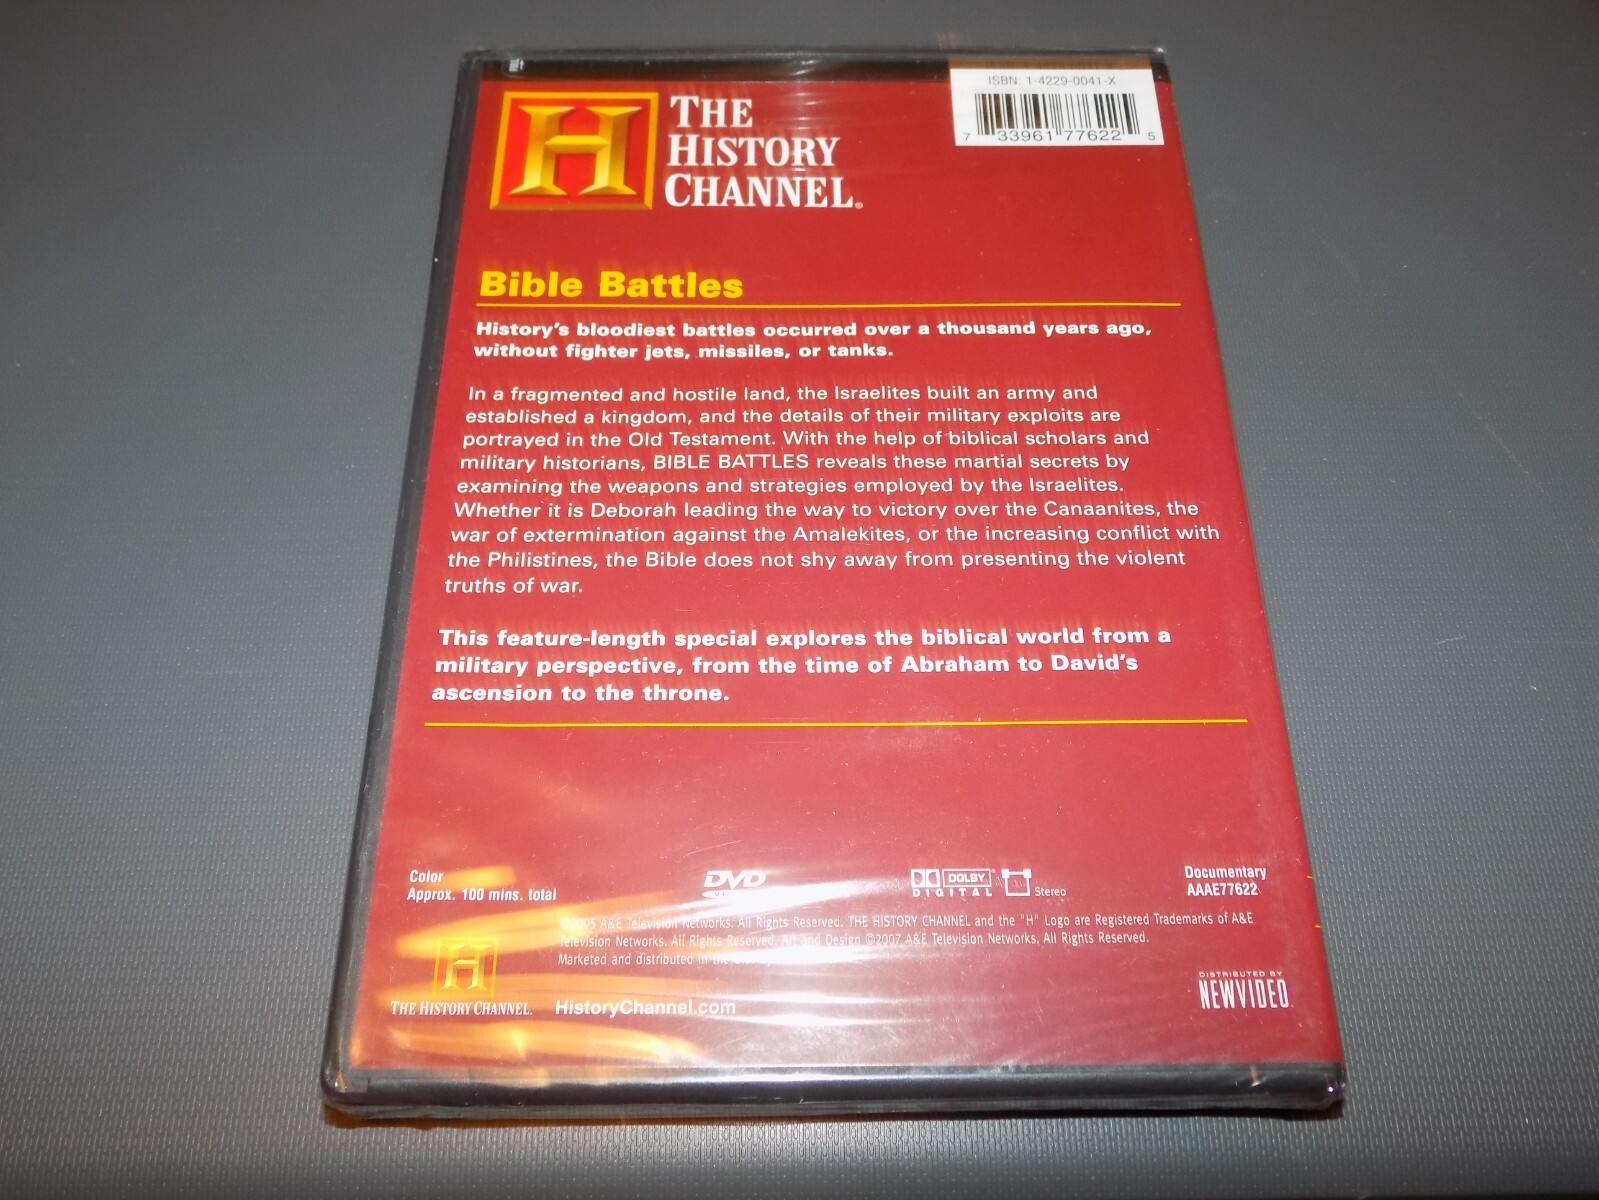 ISBN: 1-4229-0041-X
7 33961 77622 5
H
THE
HISTORY
CHANNEL.
Bible Battles
History's bloodiest battles occurred over a thousand years ago,
without fighter jets, missiles, or tanks.
In a fragmented and hostile land, the Israelites built an army and
established a kingdom, and the details of their military exploits are
portrayed in the Old Testament. With the help of biblical scholars and
military historians, BIBLE BATTLES reveals these martial secrets by
examining the weapons and strategies employed by the Israelites.
Whether it is Deborah leading the way to victory over the Canaanites, the
war of extermination against the Amalekites, or the increasing conflict with
the Philistines, the Bible does not shy away from presenting the violent
truths of war.
This feature-length special explores the biblical world from a
military perspective, from the time of Abraham to David's
ascension to the throne.
Color
Approx. 100 mins. total
DVD
DOLBY
DIGITAL
Stereo
Documentary
AAAE77622
©2005 A&E Television Networks. All Rights Reserved. THE HISTORY CHANNEL and the "H" Logo are Registered Trademarks of A&E
Television Networks. All Rights Reserved. Art and Design ©2007 A&E Television Networks. All Rights Reserved.
Marketed and distributed in the
H
THE HISTORY CHANNEL.
HistoryChannel.com
DISTRIBUTED BY
NEWVIDEO